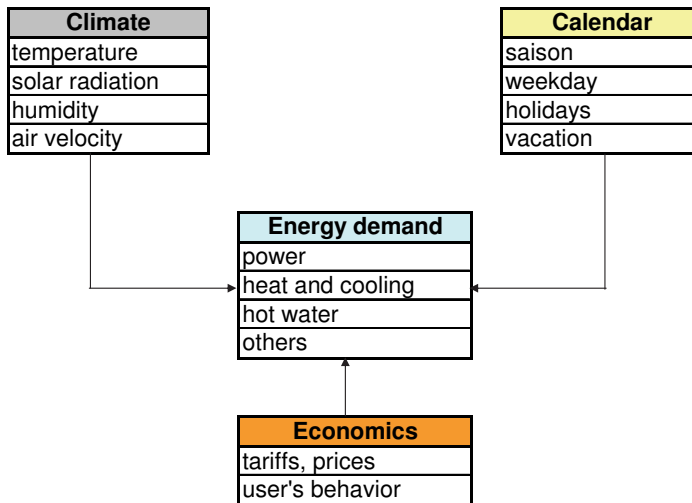 Climate
temperature
solar radiation
humidity
air velocity
Calendar
saison
weekday
holidays
vacation
Energy demand
power
heat and cooling
hot water
others
Economics
tariffs, prices
user's behavior